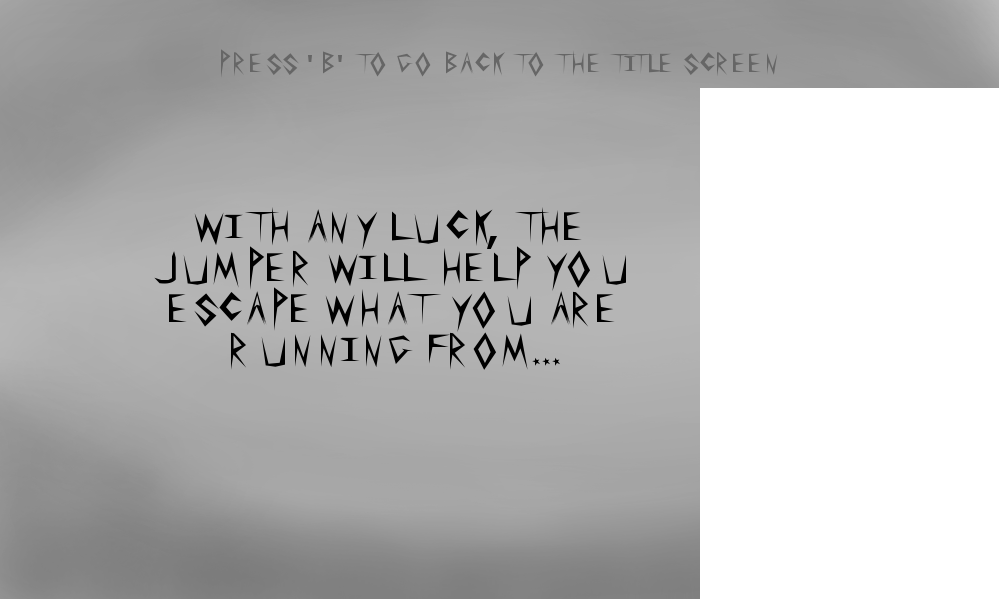 PRESS 'B' TO GO BACK TO THE TITLE SCREEN
WITH ANY LUCK, THE
JUMPER WILL HELP YOU
ESCAPE WHAT YOU ARE
RUNNING FROM...